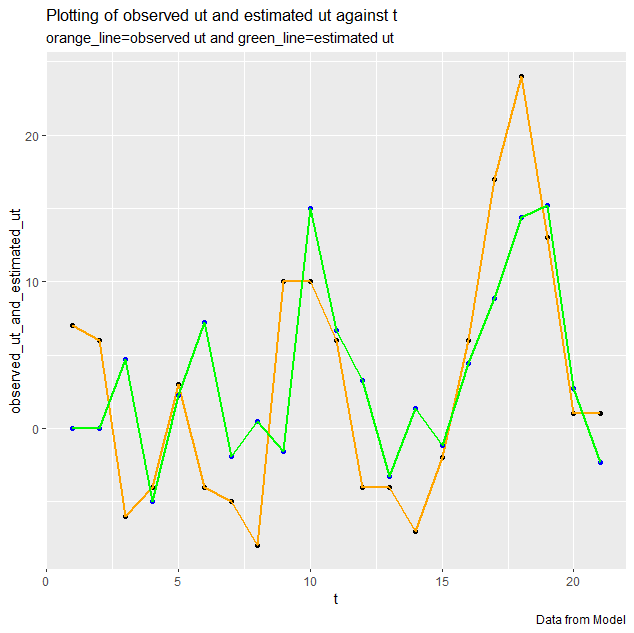 Plotting of observed ut and estimated ut against t
orange_line=observed ut and green_line=estimated ut
observed_ut_and_estimated_ut
20
10
0
0
5
10
15
20
t
Data from Model